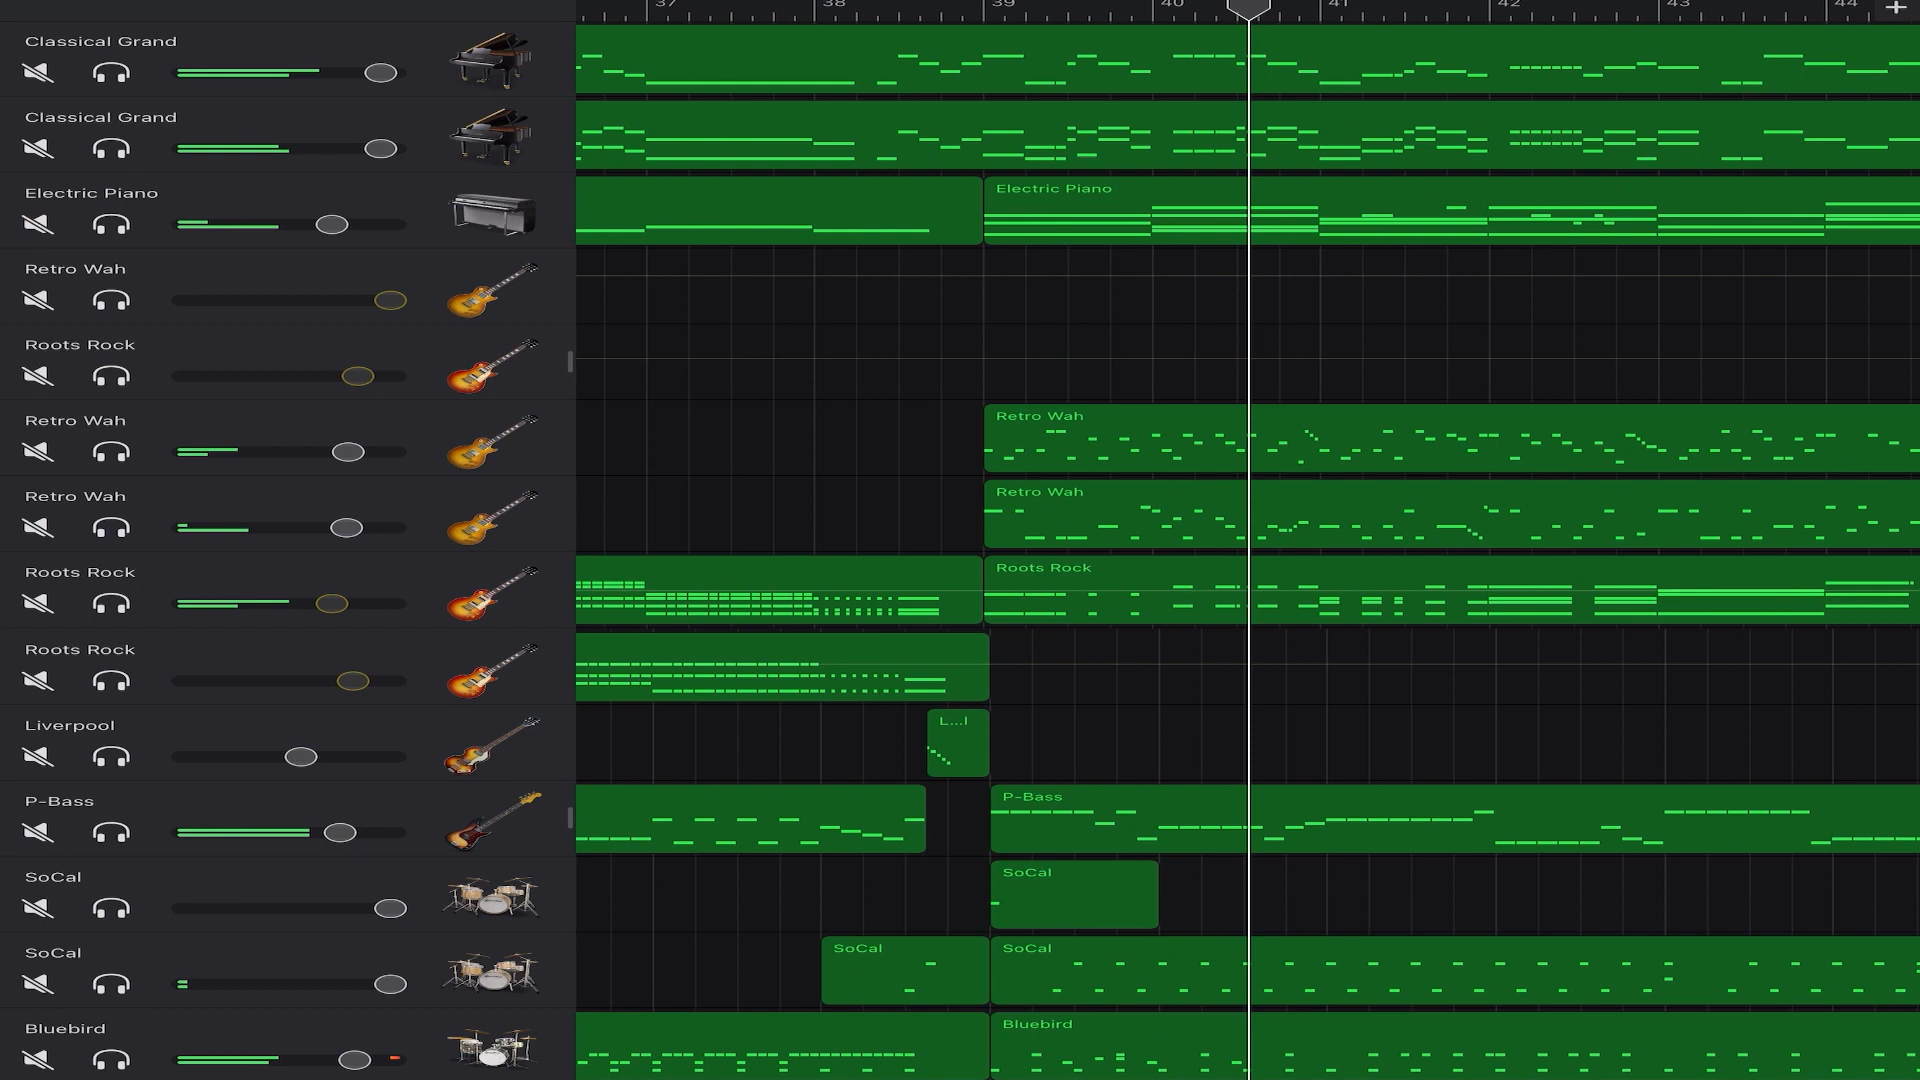 37 38 39 40 41 42 43 44
Classical Grand
Classical Grand
Electric Piano
Electric Piano
Retro Wah
Roots Rock
Retro Wah
Retro Wah
Retro Wah
Retro Wah
Roots Rock
Roots Rock
Roots Rock
Liverpool
L...l
P-Bass
P-Bass
SoCal
SoCal
SoCal
SoCal
SoCal
Bluebird
Bluebird